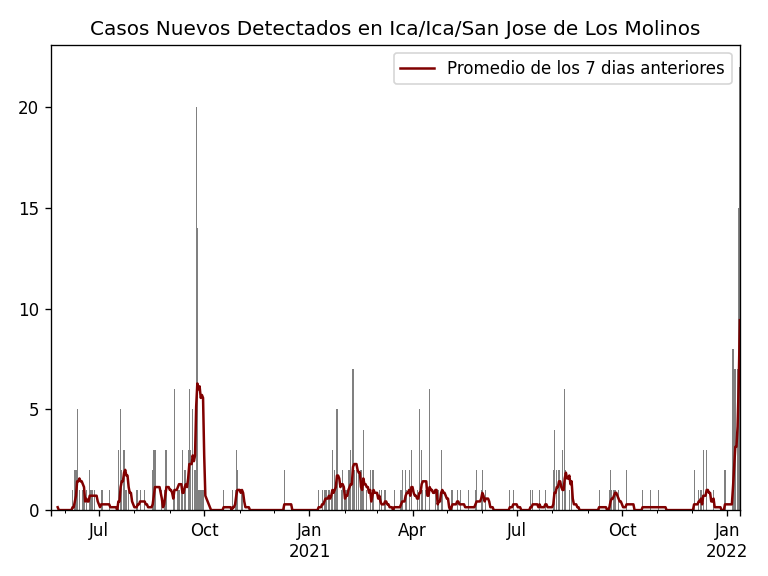 Casos Nuevos Detectados en Ica/Ica/San Jose de Los Molinos
Promedio de los 7 dias anteriores
20
15
10
5
0
Jul Oct Jan Apr Jul Oct Jan
2021 2022